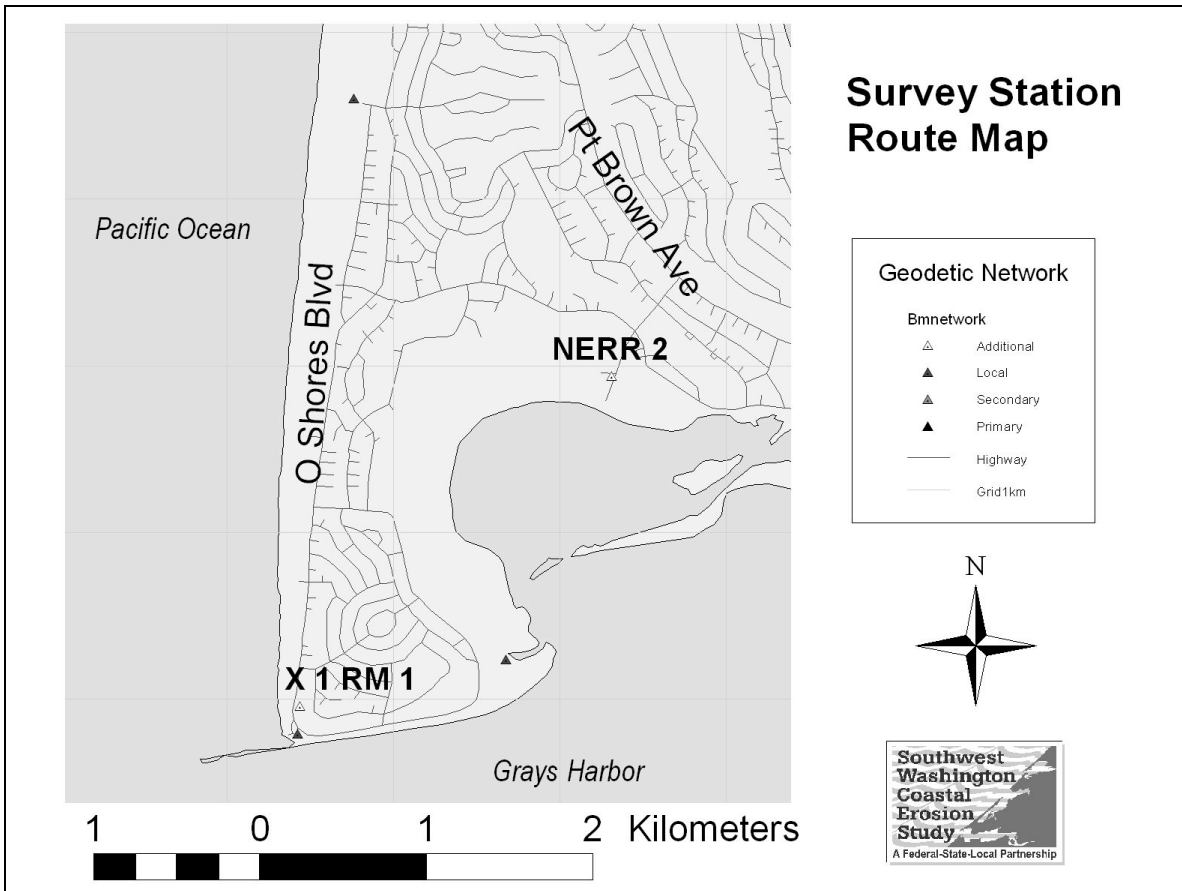 Survey Station
Route Map
Pt Brown Ave
Pacific Ocean
O Shores Blvd
NERR 2
X 1 RM 1
Grays Harbor
Geodetic Network
Bmnetwork
Additional
Local
Secondary
Primary
Highway
Grid1km
N
Southwest
Washington
Coastal
Erosion
Study
A Federal-State-Local Partnership
1 0 1 2 Kilometers